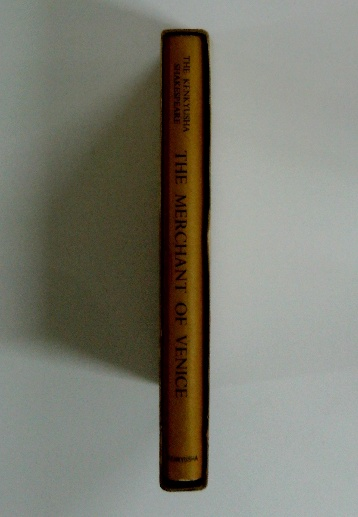 THE KENKYUSHA
SHAKESPEARE
THE MERCHANT OF VENICE
KENKYUSHA